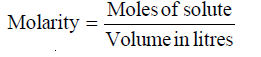 Molarity = Moles of solute
Volume in litres